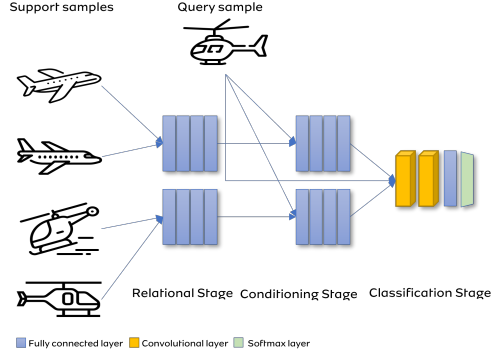 Support samples
Query sample
Relational Stage
Conditioning Stage
Classification Stage
Fully connected layer
Convolutional layer
Softmax layer